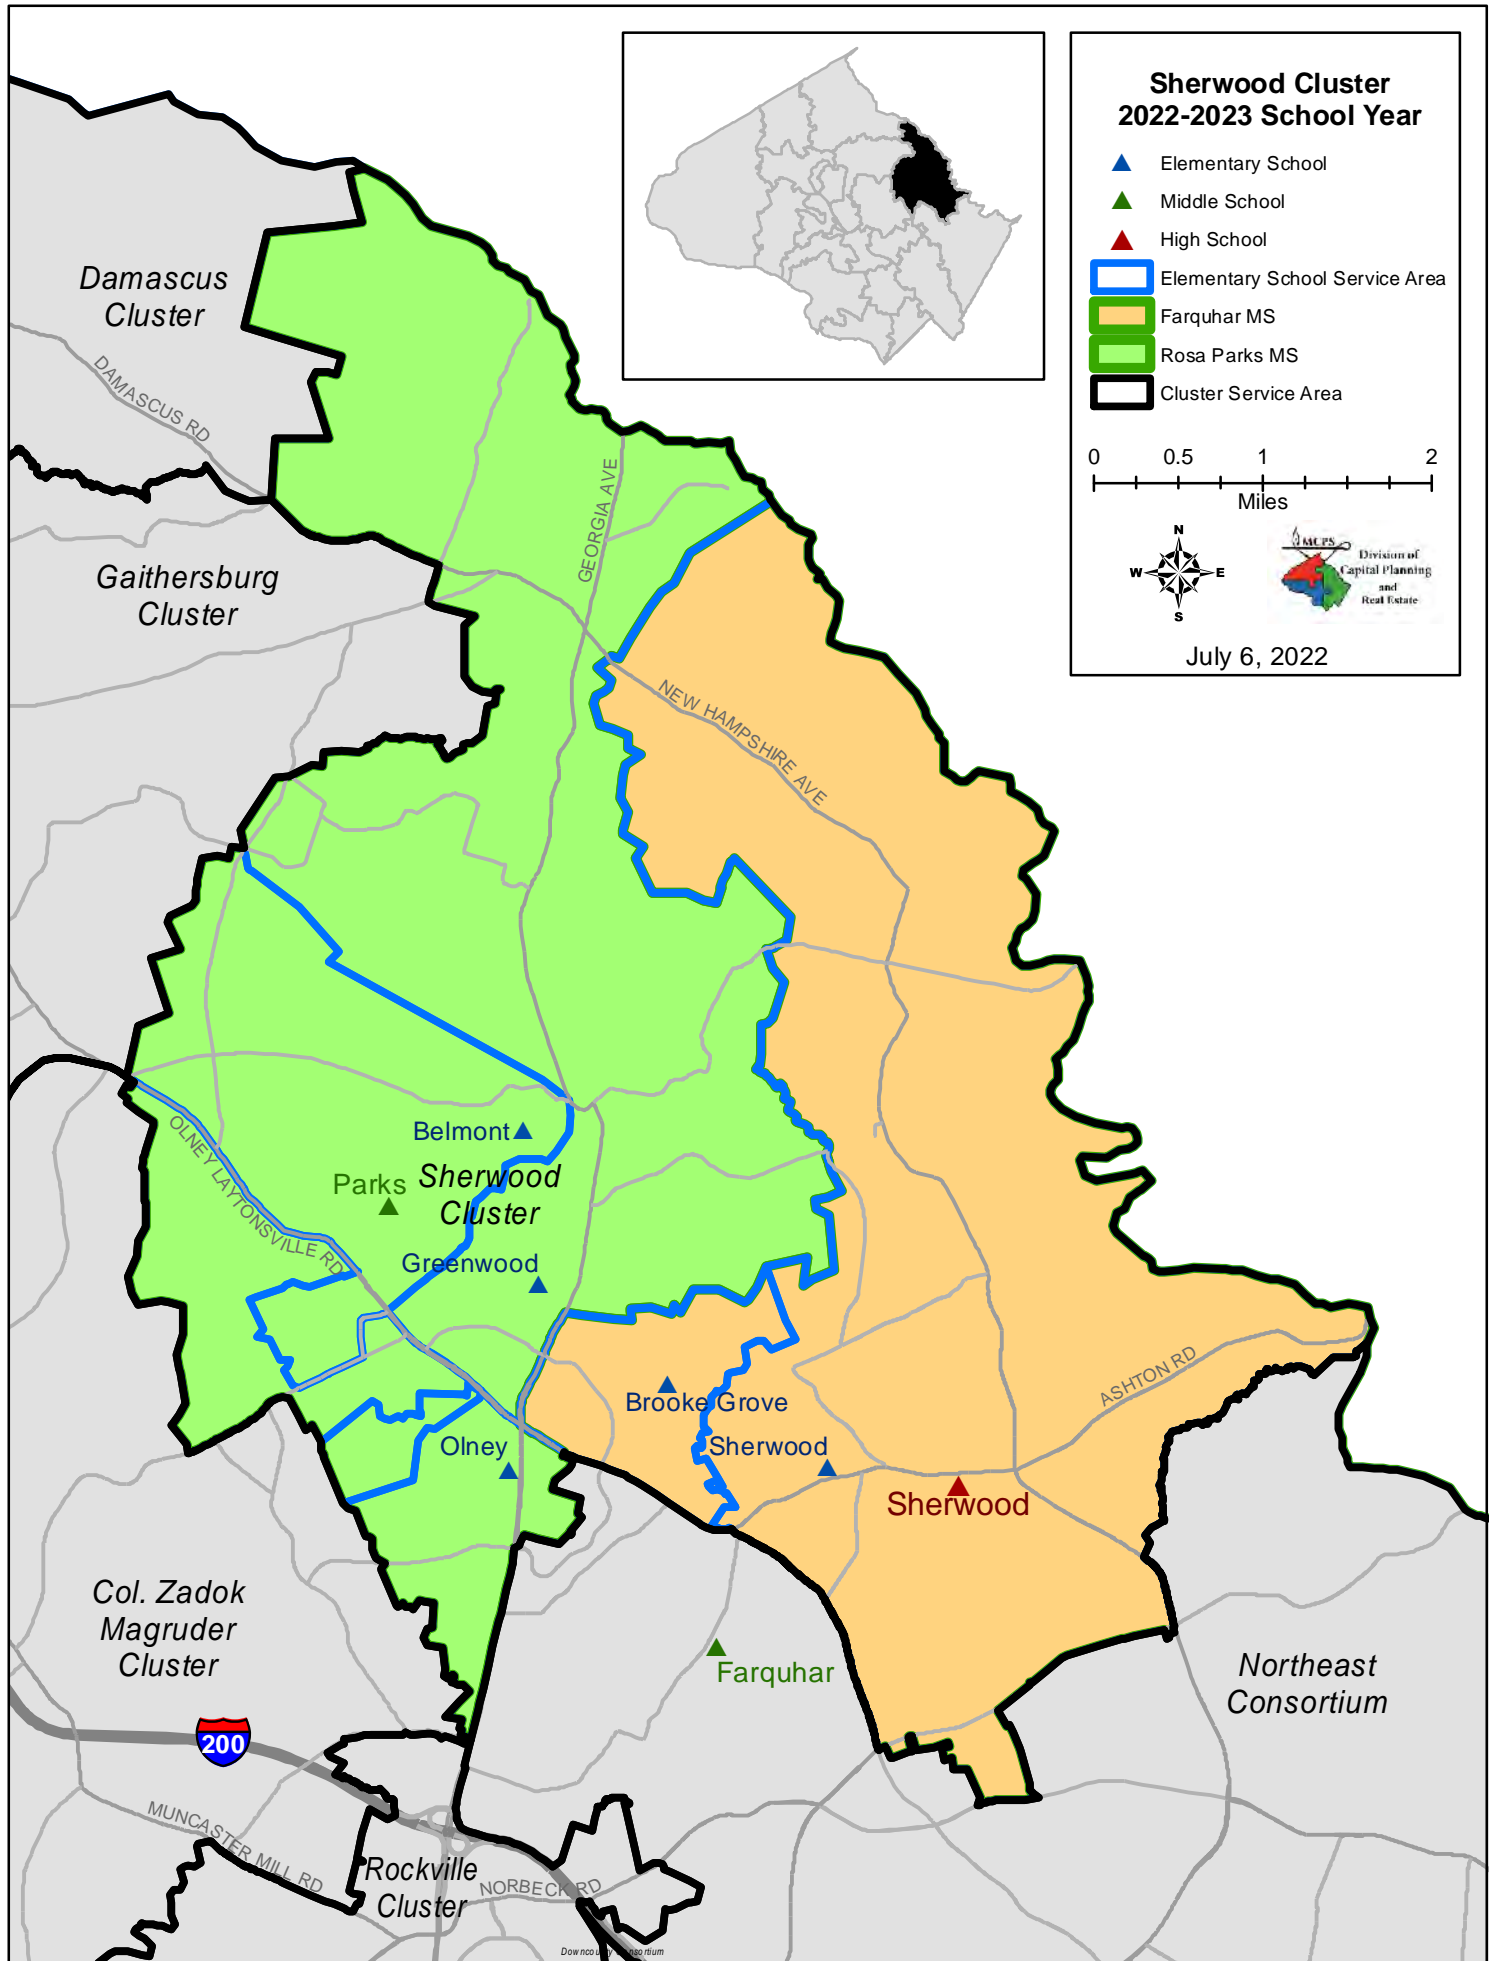 Sherwood Cluster
2022-2023 School Year
Elementary School
Middle School
High School
Elementary School Service Area
Farquhar MS
Rosa Parks MS
Cluster Service Area
0 0.5 1 2
Miles
N
W E
S
MCPS
Division of
Capital Planning
and
Real Estate
July 6, 2022
Damascus
Cluster
DAMASCUS RD
GEORGIA AVE
Gaithersburg
Cluster
NEW HAMPSHIRE AVE
OLNEY LAYTONSVILLE RD
Belmont
Parks
Sherwood
Cluster
Greenwood
Brooke Grove
ASHTON RD
Olney
Sherwood
Sherwood
Col. Zadok
Magruder
Cluster
Farquhar
Northeast
Consortium
200
MUNCASTER MILL RD
Rockville
Cluster
NORBECK RD
Downcounty Consortium